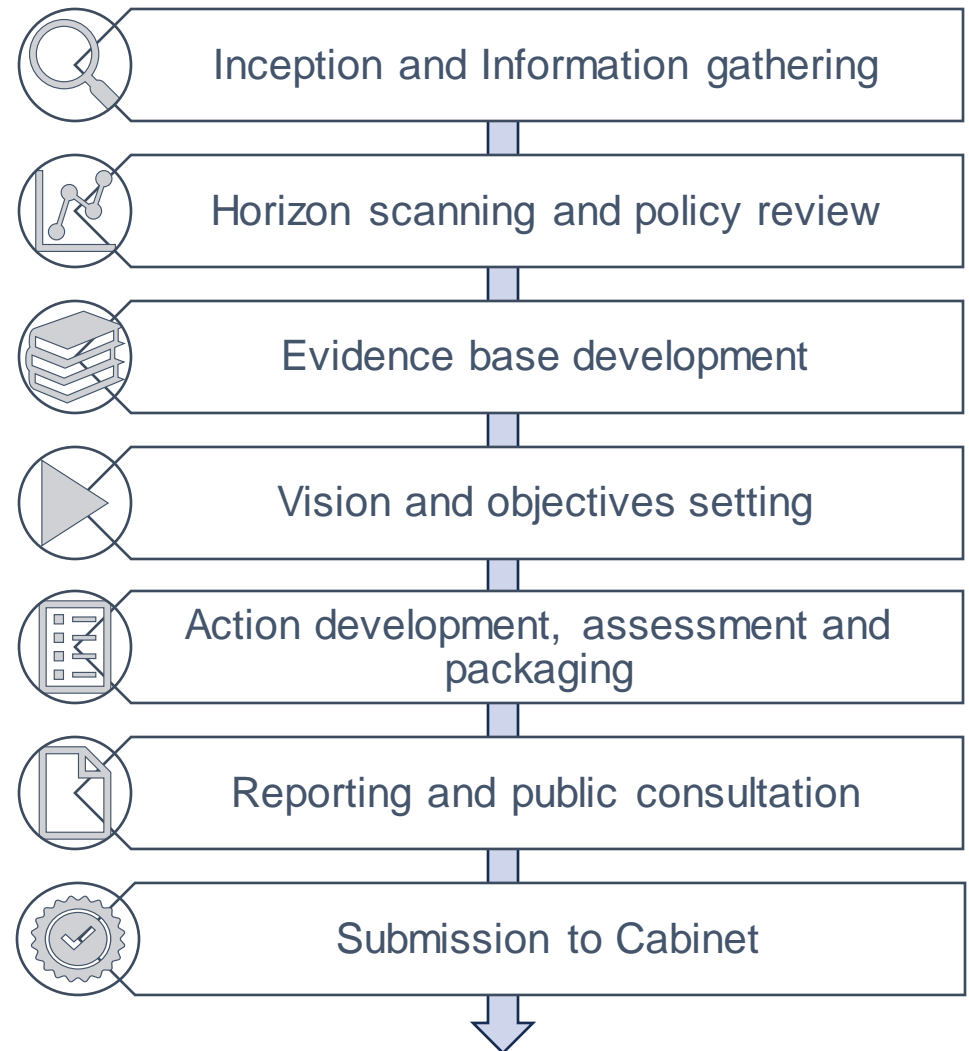 Inception and Information gathering
Horizon scanning and policy review
Evidence base development
Vision and objectives setting
Action development, assessment and
packaging
Reporting and public consultation
Submission to Cabinet